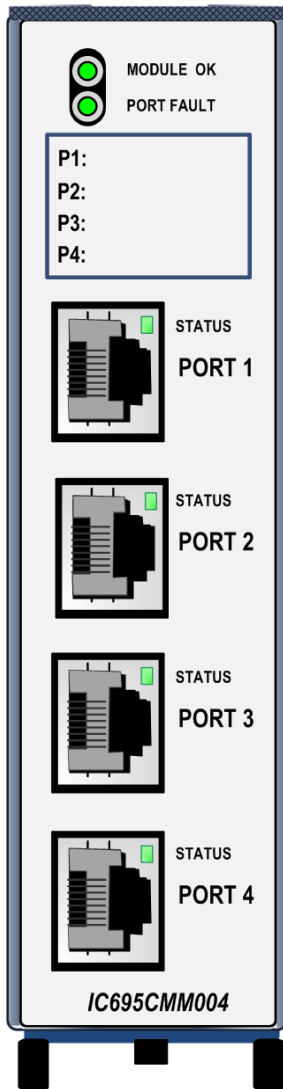 MODULE OK
PORT FAULT
P1:
P2:
P3:
P4:
STATUS
PORT 1
STATUS
PORT 2
STATUS
PORT 3
STATUS
PORT 4
IC695CMM004